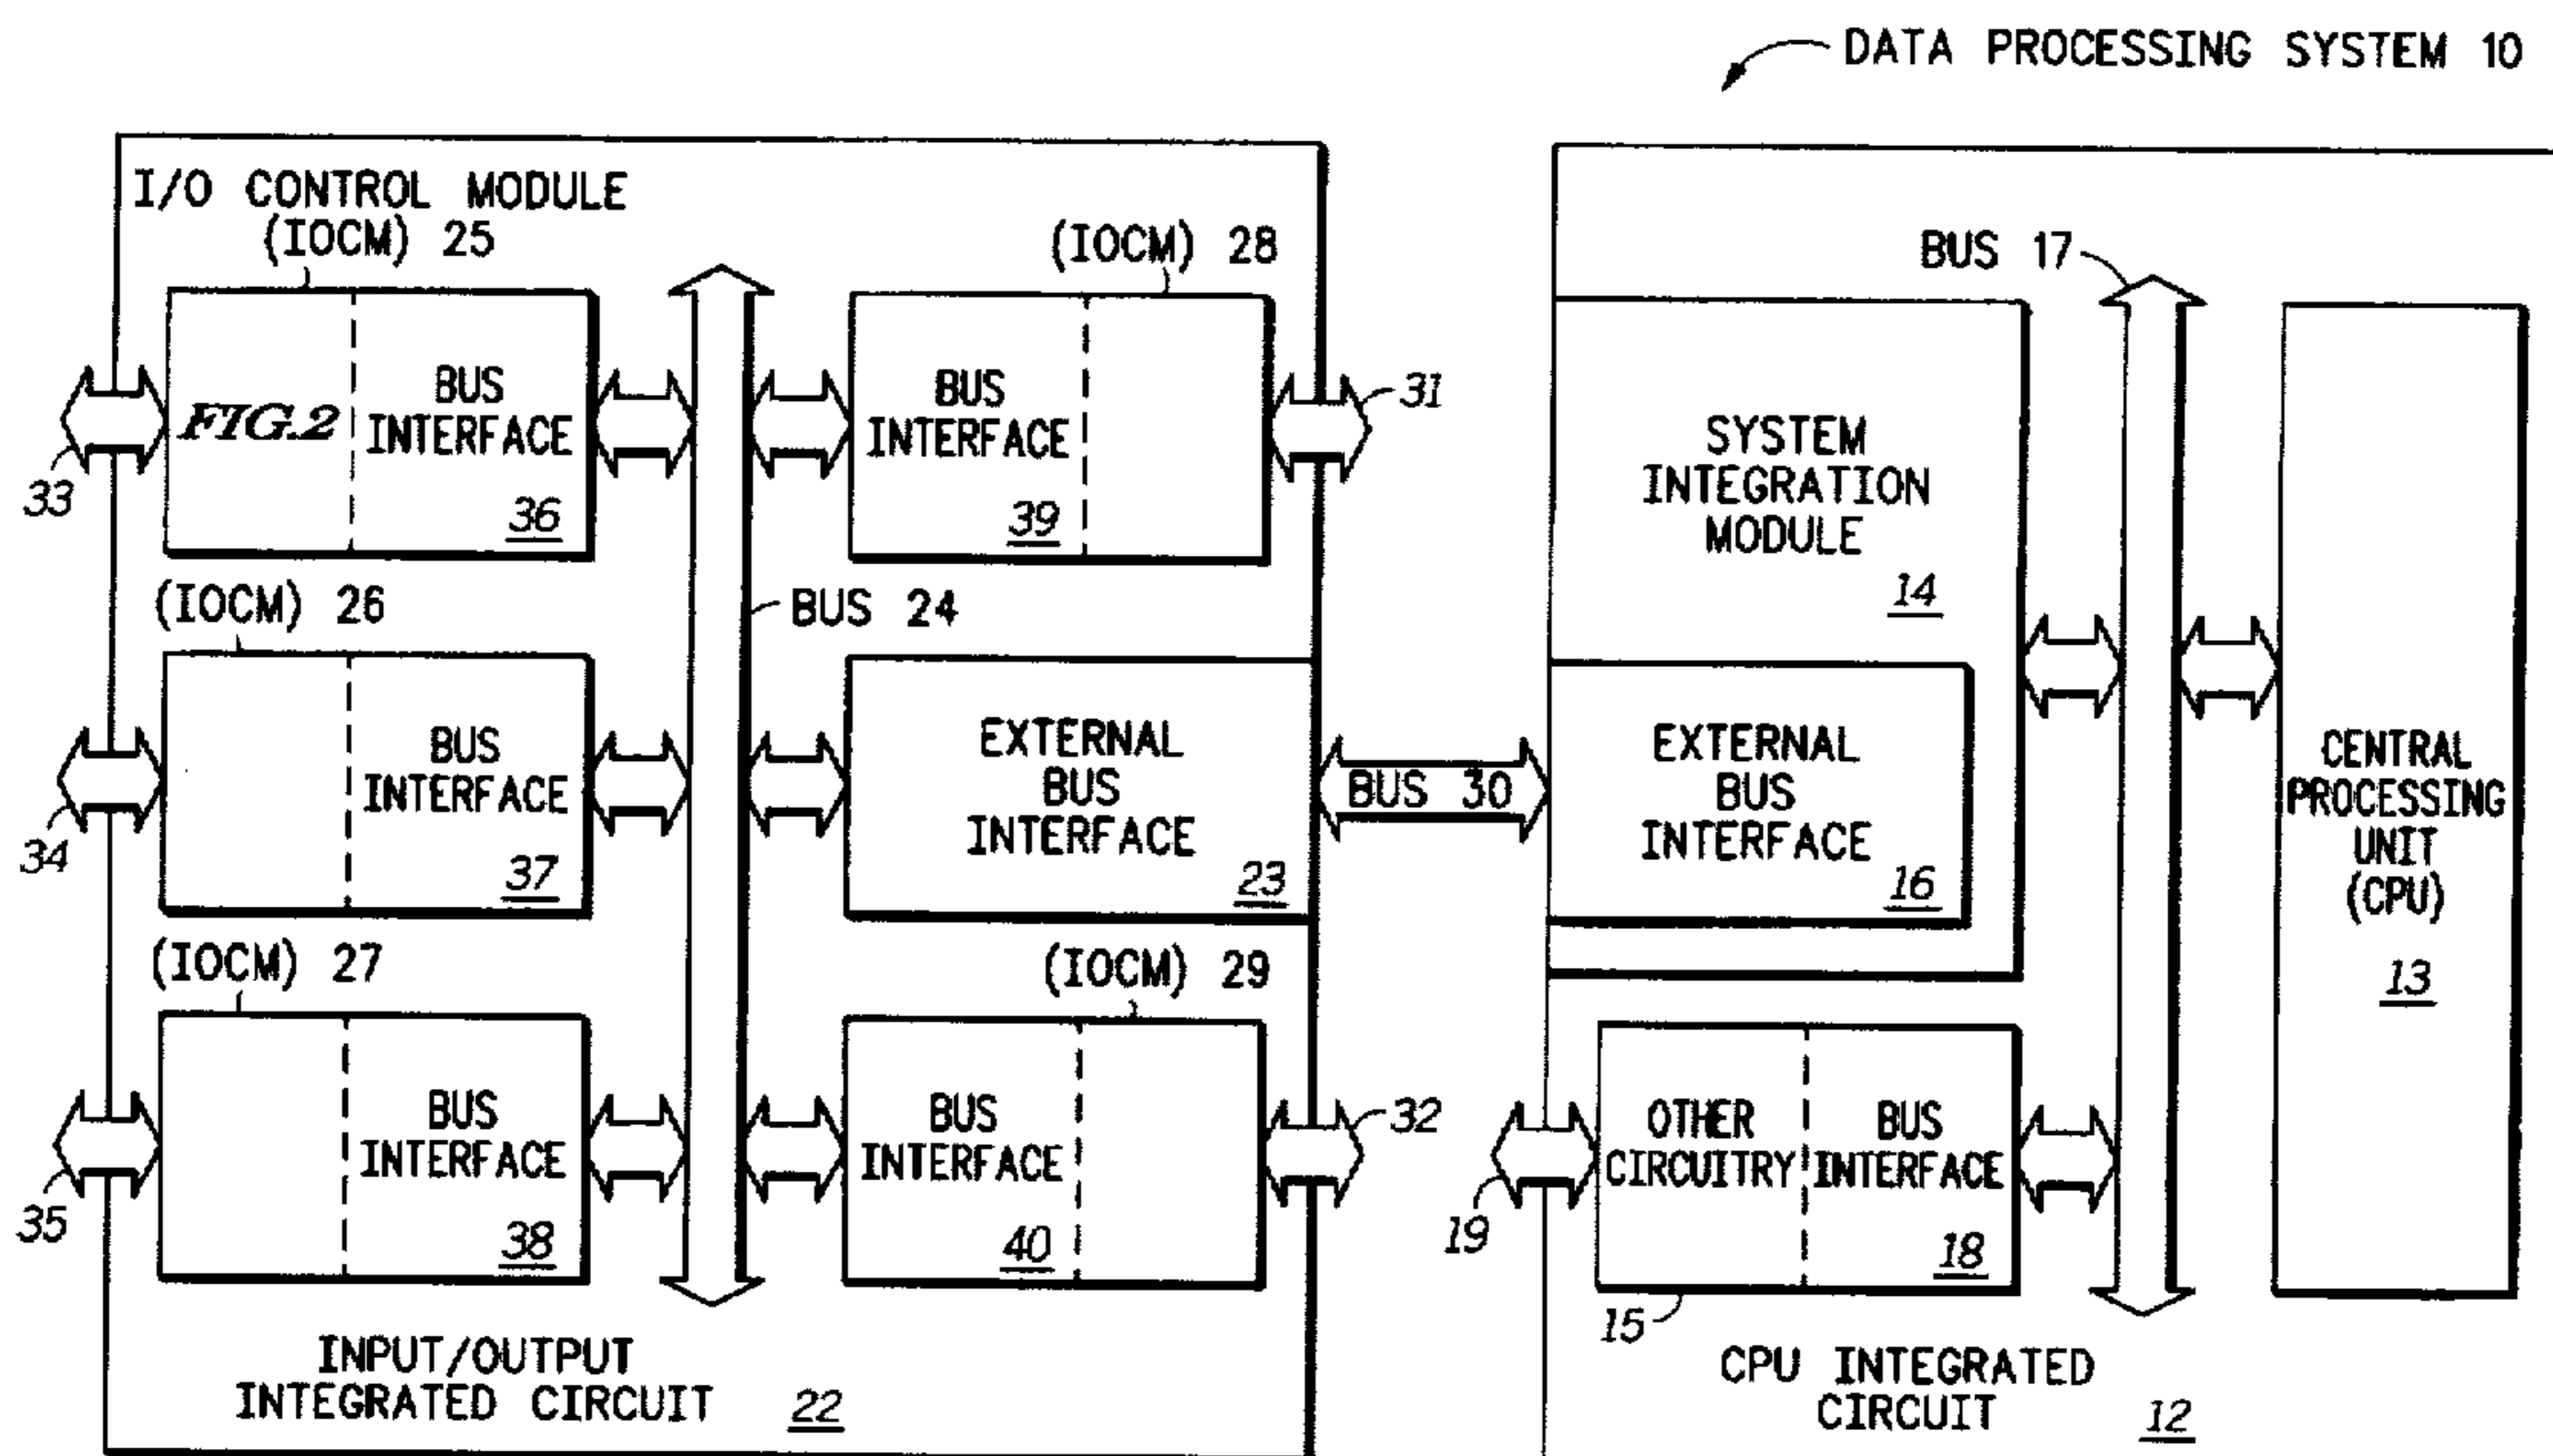 DATA PROCESSING SYSTEM 10
I/O CONTROL MODULE
(IOCM) 25
(IOCM) 28
FIG.2
BUS
INTERFACE
36
33
BUS
INTERFACE
39
31
(IOCM) 26
BUS 24
BUS
INTERFACE
37
34
EXTERNAL
BUS
INTERFACE
23
BUS 30
(IOCM) 27
(IOCM) 29
BUS
INTERFACE
38
35
BUS
INTERFACE
40
32
INPUT/OUTPUT
INTEGRATED CIRCUIT 22
BUS 17
SYSTEM
INTEGRATION
MODULE
14
EXTERNAL
BUS
INTERFACE
16
CENTRAL
PROCESSING
UNIT
(CPU)
13
OTHER
CIRCUITRY
BUS
INTERFACE
18
19
15
CPU INTEGRATED
CIRCUIT 12